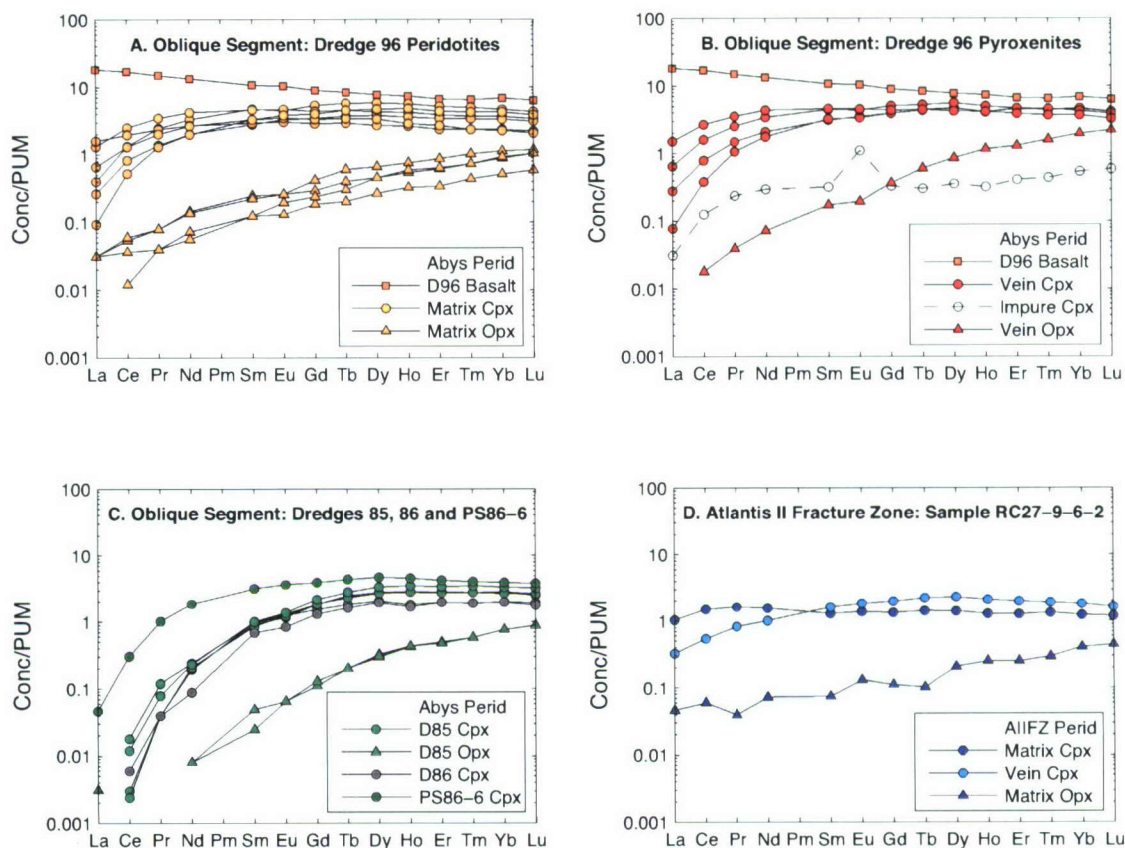 A. Oblique Segment: Dredge 96 Peridotites
Conc/PUM
100
10
1
0.1
0.01
0.001
Abys Perid
D96 Basalt
Matrix Cpx
Matrix Opx
La Ce Pr Nd Pm Sm Eu Gd Tb Dy Ho Er Tm Yb Lu
B. Oblique Segment: Dredge 96 Pyroxenites
Conc/PUM
100
10
1
0.1
0.01
0.001
Abys Perid
D96 Basalt
Vein Cpx
Impure Cpx
Vein Opx
La Ce Pr Nd Pm Sm Eu Gd Tb Dy Ho Er Tm Yb Lu
C. Oblique Segment: Dredges 85, 86 and PS86–6
Conc/PUM
100
10
1
0.1
0.01
0.001
Abys Perid
D85 Cpx
D85 Opx
D86 Cpx
PS86–6 Cpx
La Ce Pr Nd Pm Sm Eu Gd Tb Dy Ho Er Tm Yb Lu
D. Atlantis II Fracture Zone: Sample RC27–9–6–2
Conc/PUM
100
10
1
0.1
0.01
0.001
AIIFZ Perid
Matrix Cpx
Vein Cpx
Matrix Opx
La Ce Pr Nd Pm Sm Eu Gd Tb Dy Ho Er Tm Yb Lu